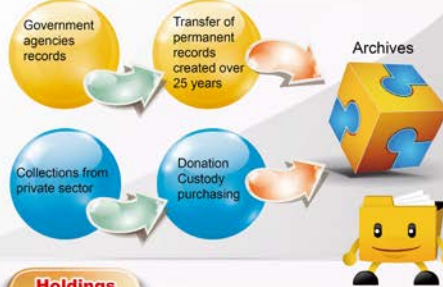 Government
agencies
records
Transfer of
permanent
records
created over
25 years
Archives
Collections from
private sector
Donation
Custody
purchasing
Holdings